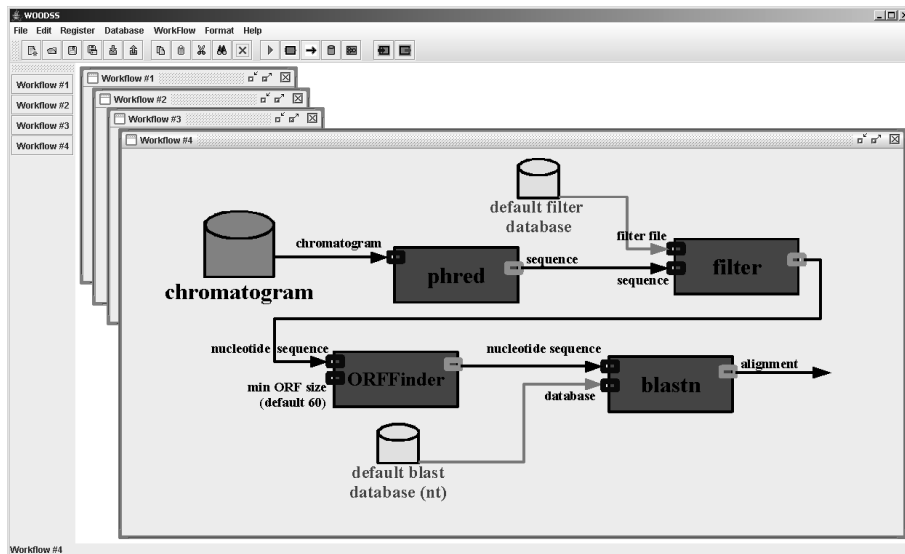 WOODSS
File Edit Register Database WorkFlow Format Help
Workflow #1
Workflow #2
Workflow #3
Workflow #4
Workflow #1
Workflow #2
Workflow #3
Workflow #4
default filter
database
chromatogram
chromatogram
phred
sequence
filter file
sequence
filter
nucleotide sequence
min ORF size
(default 60)
ORFFinder
nucleotide sequence
database
blastn
alignment
default blast
database (nt)
Workflow #4